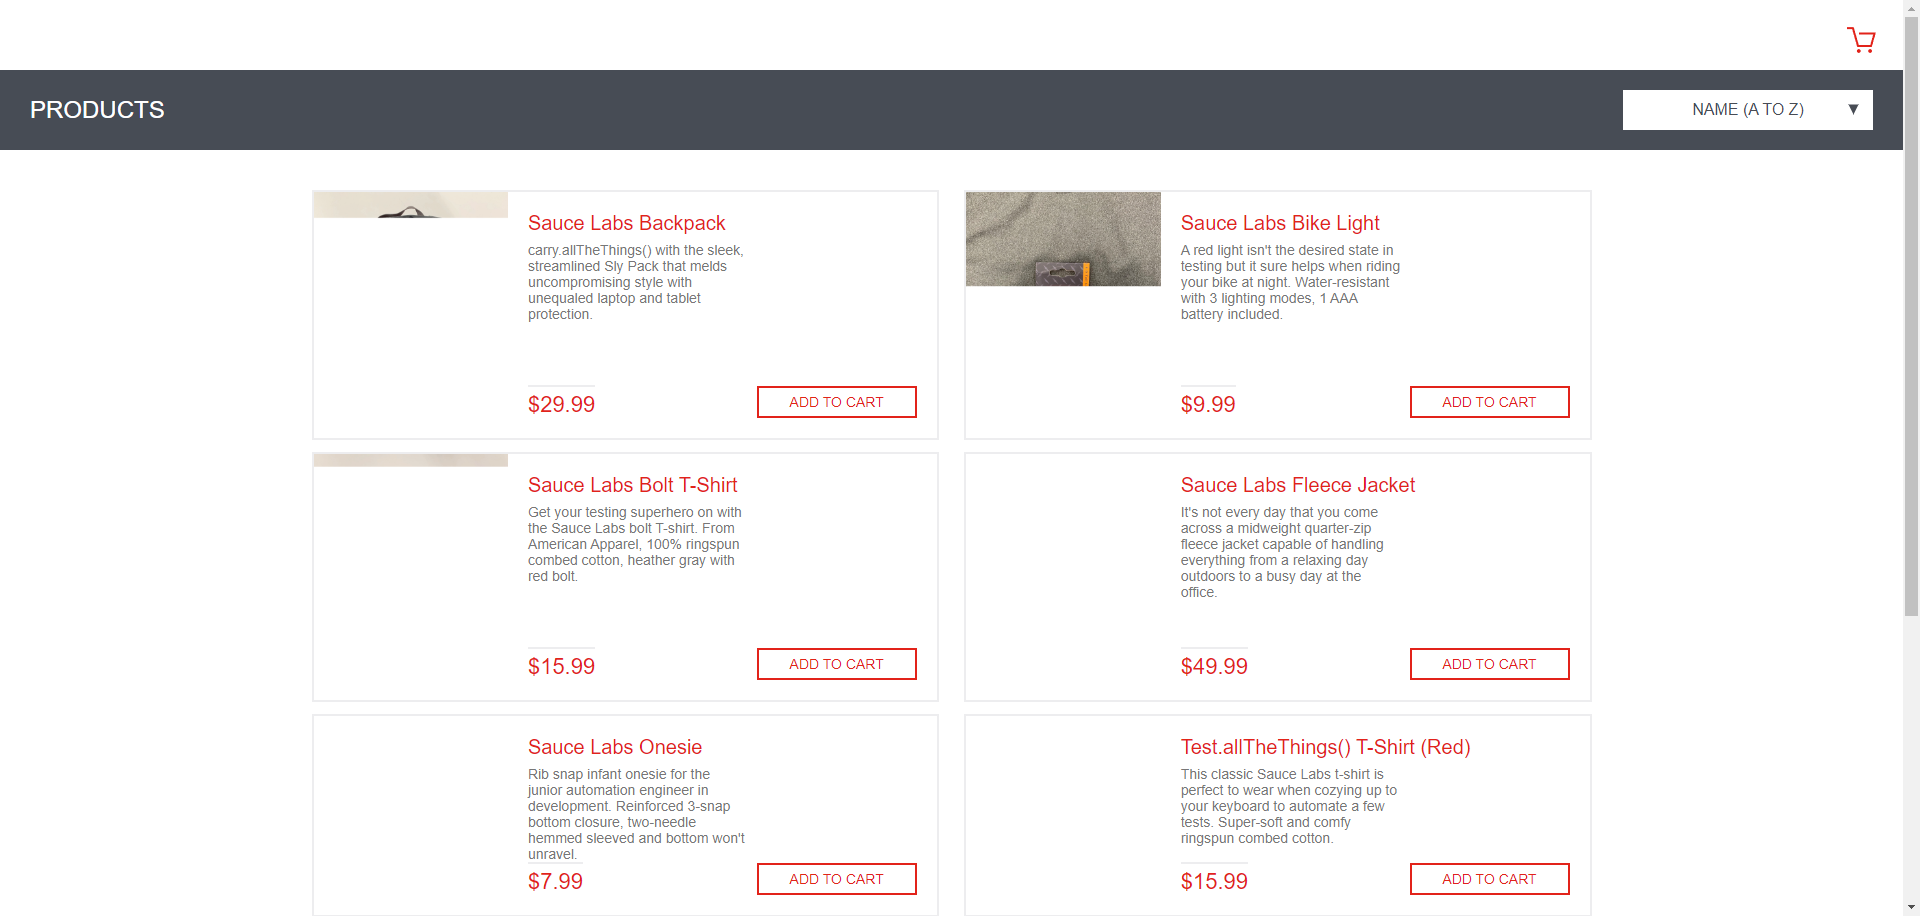 PRODUCTS
NAME (A TO Z)
Sauce Labs Backpack
carry.allTheThings() with the sleek,
streamlined Sly Pack that melds
uncompromising style with
unequaled laptop and tablet
protection.
$29.99
ADD TO CART
Sauce Labs Bike Light
A red light isn't the desired state in
testing but it sure helps when riding
your bike at night. Water-resistant
with 3 lighting modes, 1 AAA
battery included.
$9.99
ADD TO CART
Sauce Labs Bolt T-Shirt
Get your testing superhero on with
the Sauce Labs bolt T-shirt. From
American Apparel, 100% ringspun
combed cotton, heather gray with
red bolt.
$15.99
ADD TO CART
Sauce Labs Fleece Jacket
It's not every day that you come
across a midweight quarter-zip
fleece jacket capable of handling
everything from a relaxing day
outdoors to a busy day at the
office.
$49.99
ADD TO CART
Sauce Labs Onesie
Rib snap infant onesie for the
junior automation engineer in
development. Reinforced 3-snap
bottom closure, two-needle
hemmed sleeved and bottom won't
unravel.
$7.99
ADD TO CART
Test.allTheThings() T-Shirt (Red)
This classic Sauce Labs t-shirt is
perfect to wear when cozying up to
your keyboard to automate a few
tests. Super-soft and comfy
ringspun combed cotton.
$15.99
ADD TO CART